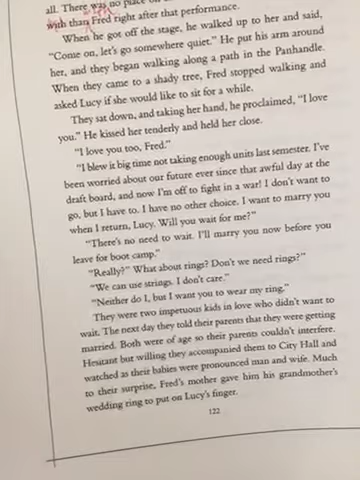 all. There was no place on
with than Fred right after that performance.
When he got off the stage, he walked up to her and said,
“Come on, let’s go somewhere quiet.” He put his arm around
her, and they began walking along a path in the Panhandle.
When they came to a shady tree, Fred stopped walking and
asked Lucy if she would like to sit for a while.
They sat down, and taking her hand, he proclaimed, “I love
you.” He kissed her tenderly and held her close.
“I love you too, Fred.”
“I blew it big time not taking enough units last semester. I’ve
been worried about our future ever since that awful day at the
draft board, and now I’m off to fight in a war! I don’t want to
go, but I have to. I have no other choice. I want to marry you
when I return, Lucy. Will you wait for me?”
“There’s no need to wait. I’ll marry you now before you
leave for boot camp.”
“Really?” What about rings? Don’t we need rings?”
“We can use strings. I don’t care.”
“Neither do I, but I want you to wear my ring.”
They were two impetuous kids in love who didn’t want to
wait. The next day they told their parents that they were getting
married. Both were of age so their parents couldn’t interfere.
Hesitant but willing they accompanied them to City Hall and
watched as their babies were pronounced man and wife. Much
to their surprise, Fred’s mother gave him his grandmother’s
wedding ring to put on Lucy’s finger.
122